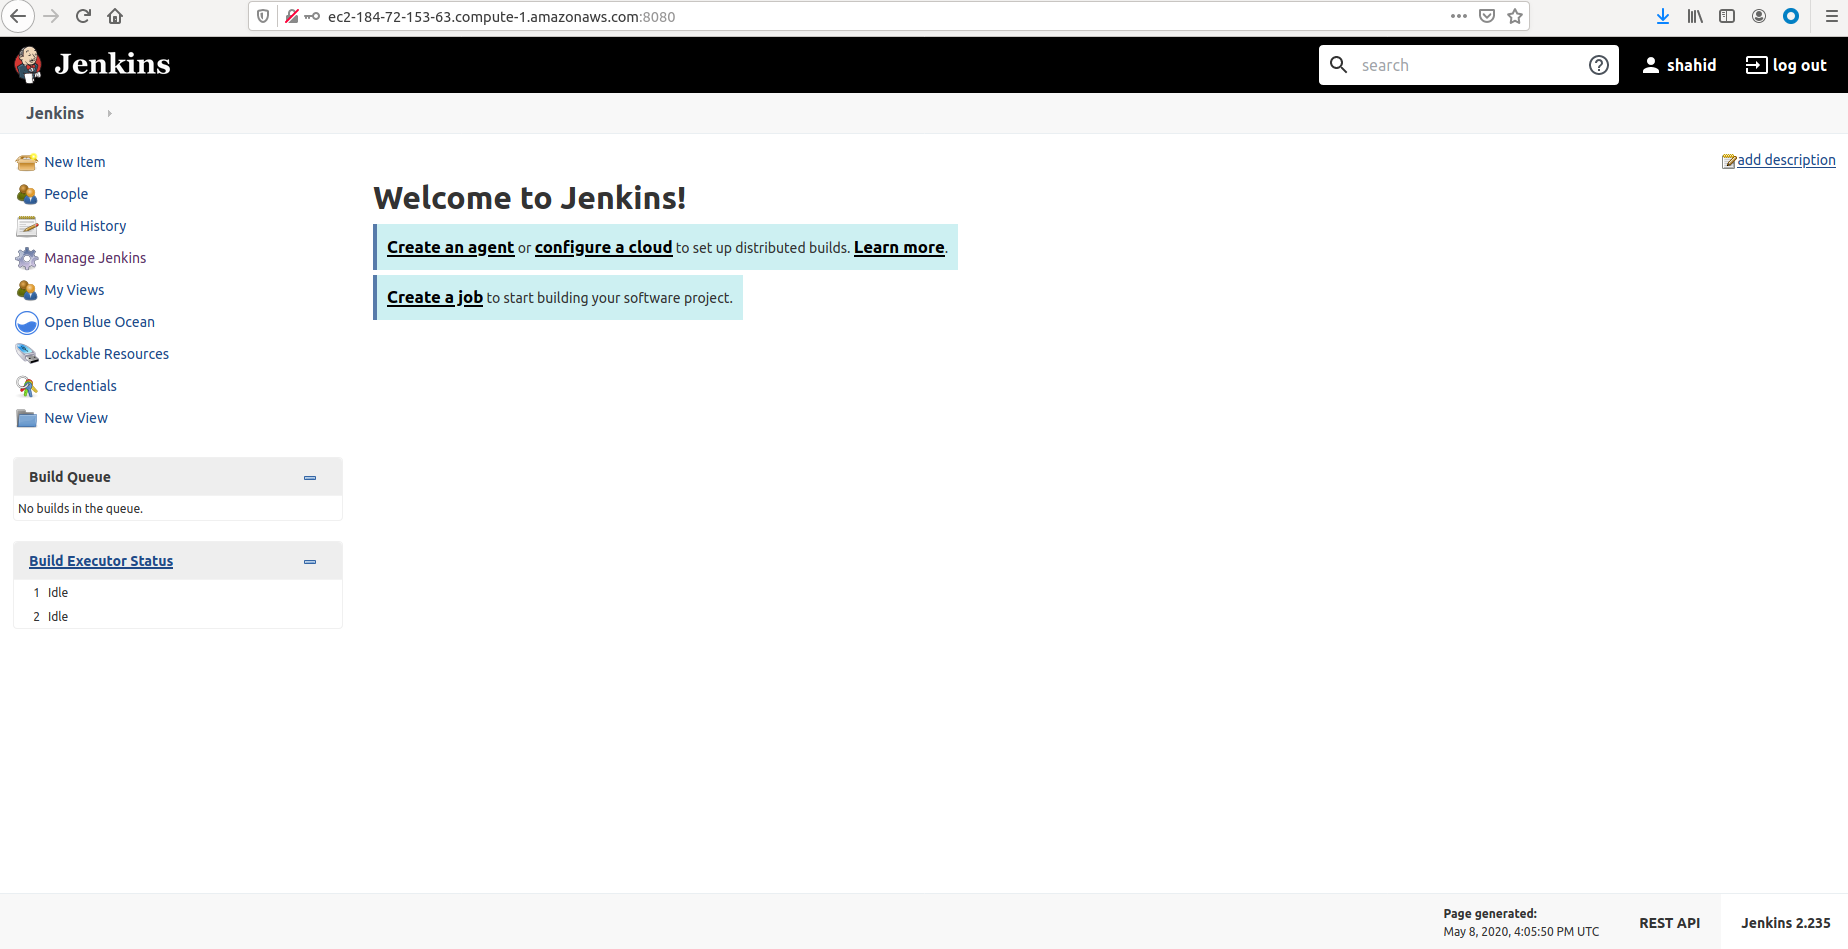 ec2-184-72-153-63.compute-1.amazonaws.com:8080
Jenkins
search
shahid
log out
Jenkins
New Item
People
Build History
Manage Jenkins
My Views
Open Blue Ocean
Lockable Resources
Credentials
New View
Build Queue
No builds in the queue.
Build Executor Status
1 Idle
2 Idle
add description
Welcome to Jenkins!
Create an agent or configure a cloud to set up distributed builds. Learn more.
Create a job to start building your software project.
Page generated:
May 8, 2020, 4:05:50 PM UTC
REST API
Jenkins 2.235